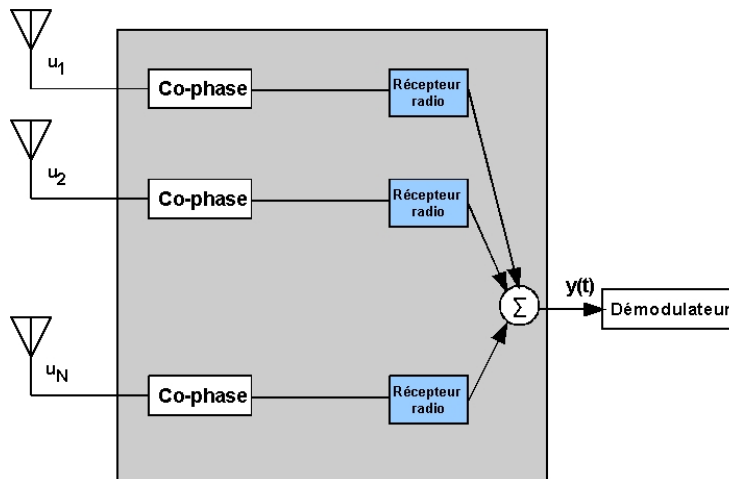 u1
Co-phase
Récepteur
radio
u2
Co-phase
Récepteur
radio
Σ
y(t)
Démodulateur
uN
Co-phase
Récepteur
radio